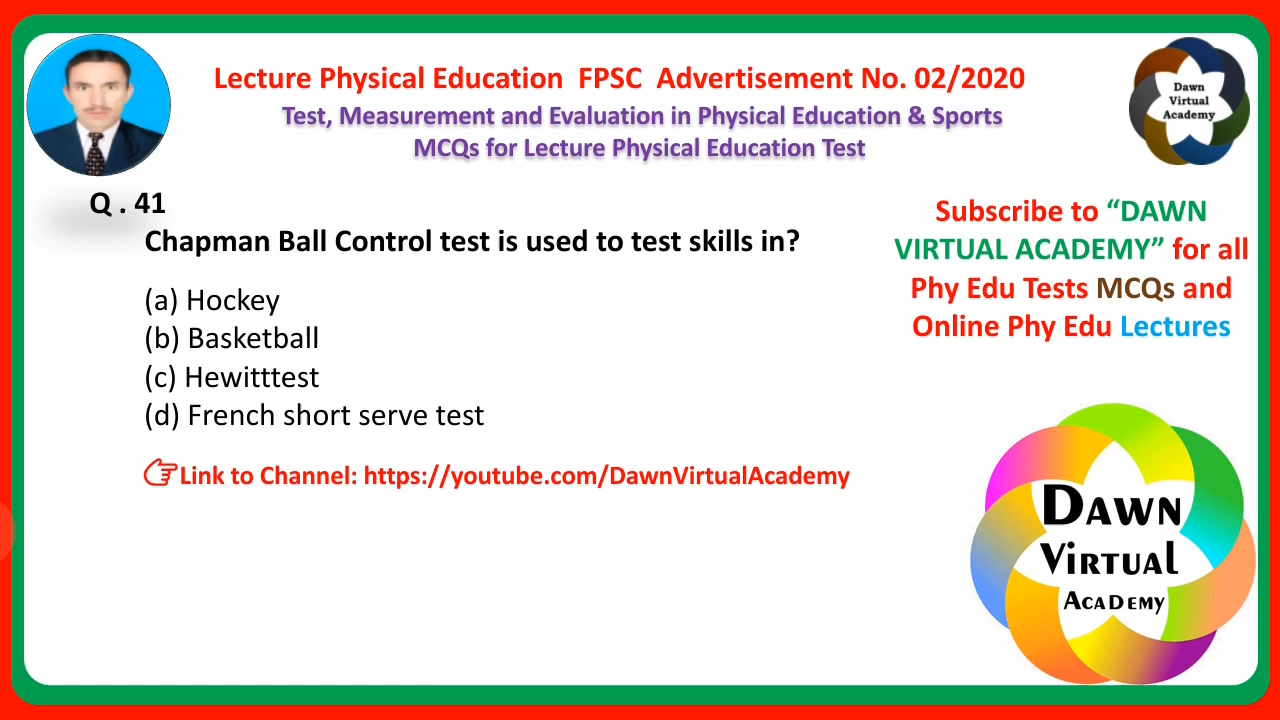 Lecture Physical Education FPSC Advertisement No. 02/2020
Test, Measurement and Evaluation in Physical Education & Sports
MCQs for Lecture Physical Education Test
Dawn
Virtual
Academy
Q . 41
Chapman Ball Control test is used to test skills in?
(a) Hockey
(b) Basketball
(c) Hewitttest
(d) French short serve test
👉Link to Channel: https://youtube.com/DawnVirtualAcademy
Subscribe to “DAWN
VIRTUAL ACADEMY” for all
Phy Edu Tests MCQs and
Online Phy Edu Lectures
DAWN
VIRTUAL
ACADEMY